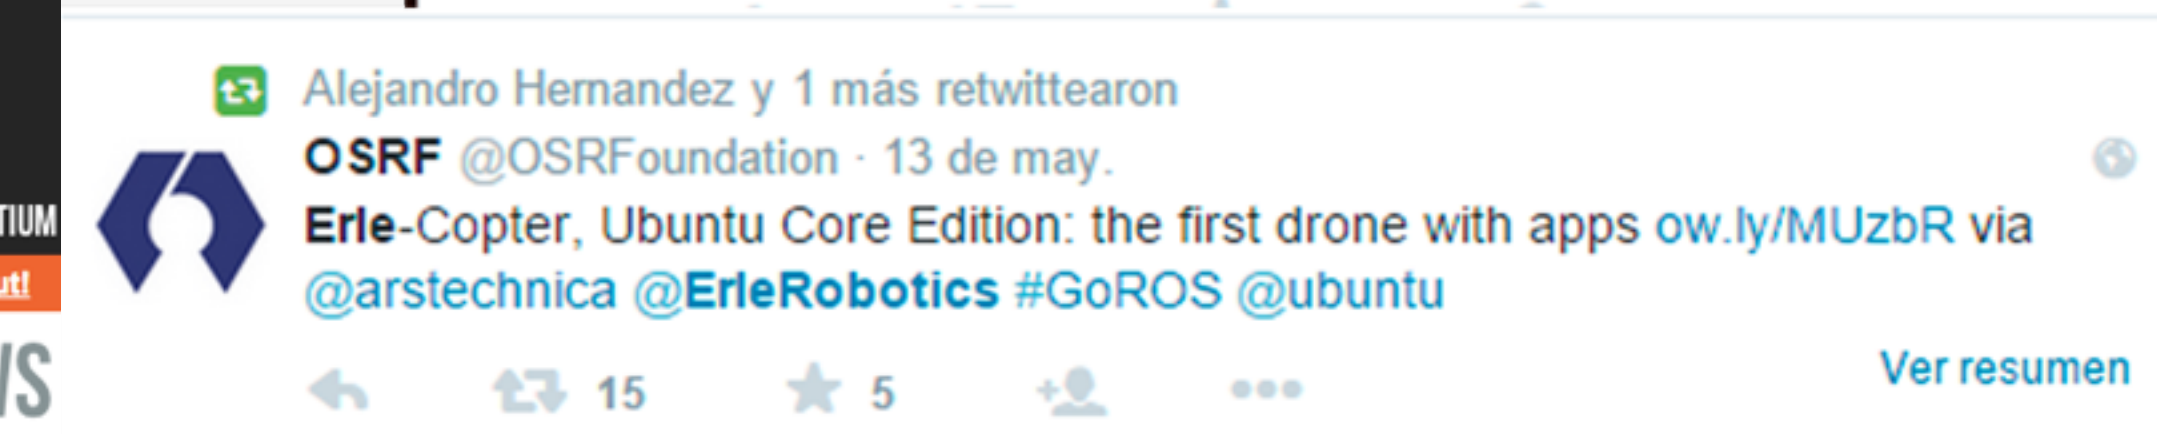 Alejandro Hernandez y 1 más retwittearon
OSRF @OSRFoundation · 13 de may.
Erle-Copter, Ubuntu Core Edition: the first drone with apps ow.ly/MUzbR via
@arstechnica @ErleRobotics #GoROS @ubuntu
15 5
Ver resumen
TIUM
ut!
WS